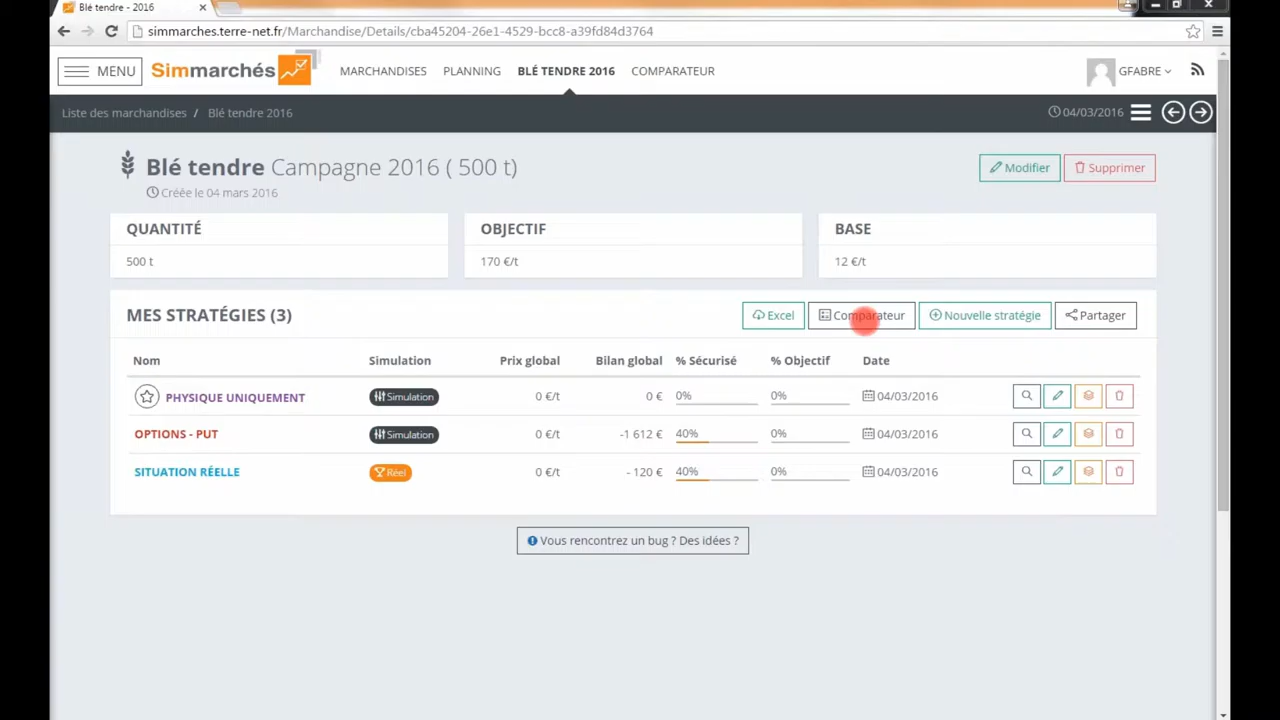 Blé tendre - 2016
simmarches.terre-net.fr/Marchandise/Details/cba45204-26e1-4529-bcc8-a39fd84d3764
MENU Simmarchés MARCHANDISES PLANNING BLÉ TENDRE 2016 COMPARATEUR GFABRE
Liste des marchandises / Blé tendre 2016 04/03/2016
Blé tendre Campagne 2016 ( 500 t) Modifier Supprimer
Créée le 04 mars 2016
QUANTITÉ OBJECTIF BASE
500 t 170 €/t 12 €/t
MES STRATÉGIES (3) Excel Comparateur Nouvelle stratégie Partager
Nom Simulation Prix global Bilan global % Sécurisé % Objectif Date
PHYSIQUE UNIQUEMENT Simulation 0 €/t 0 € 0% 0% 04/03/2016
OPTIONS - PUT Simulation 0 €/t -1 612 € 40% 0% 04/03/2016
SITUATION RÉELLE Réel 0 €/t - 120 € 40% 0% 04/03/2016
Vous rencontrez un bug ? Des idées ?